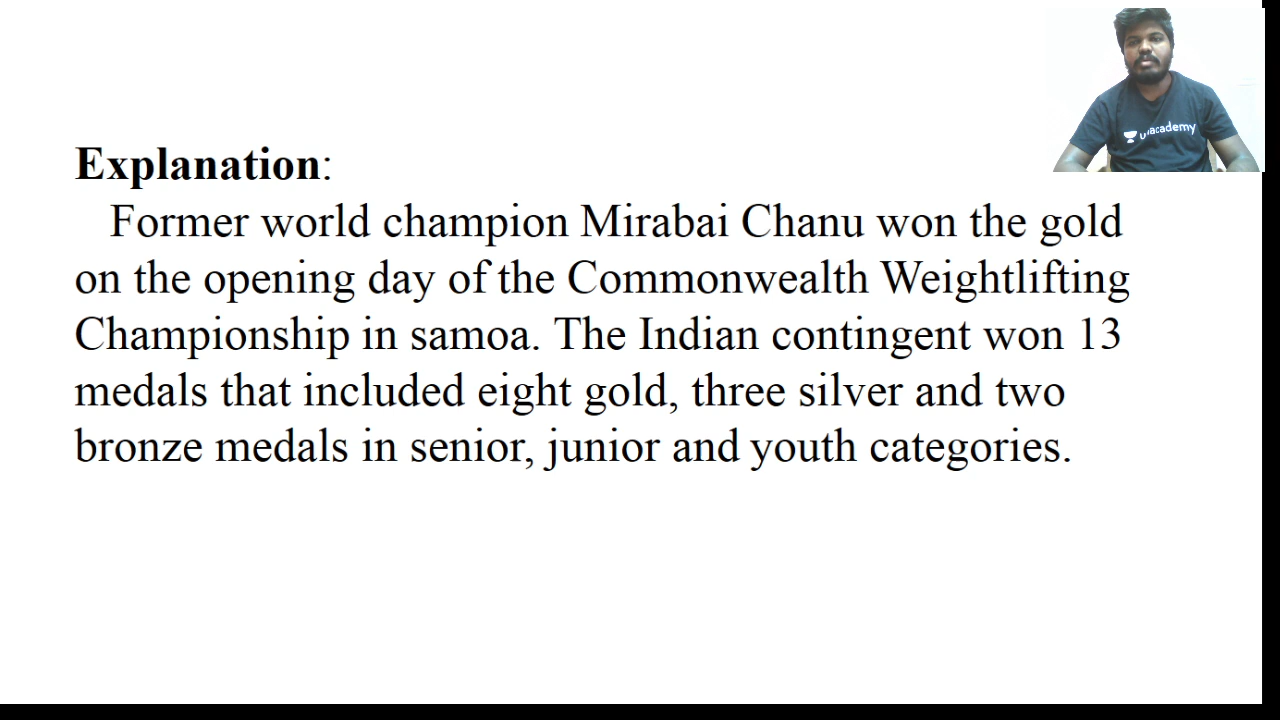 unacademy
Explanation:
Former world champion Mirabai Chanu won the gold
on the opening day of the Commonwealth Weightlifting
Championship in samoa. The Indian contingent won 13
medals that included eight gold, three silver and two
bronze medals in senior, junior and youth categories.